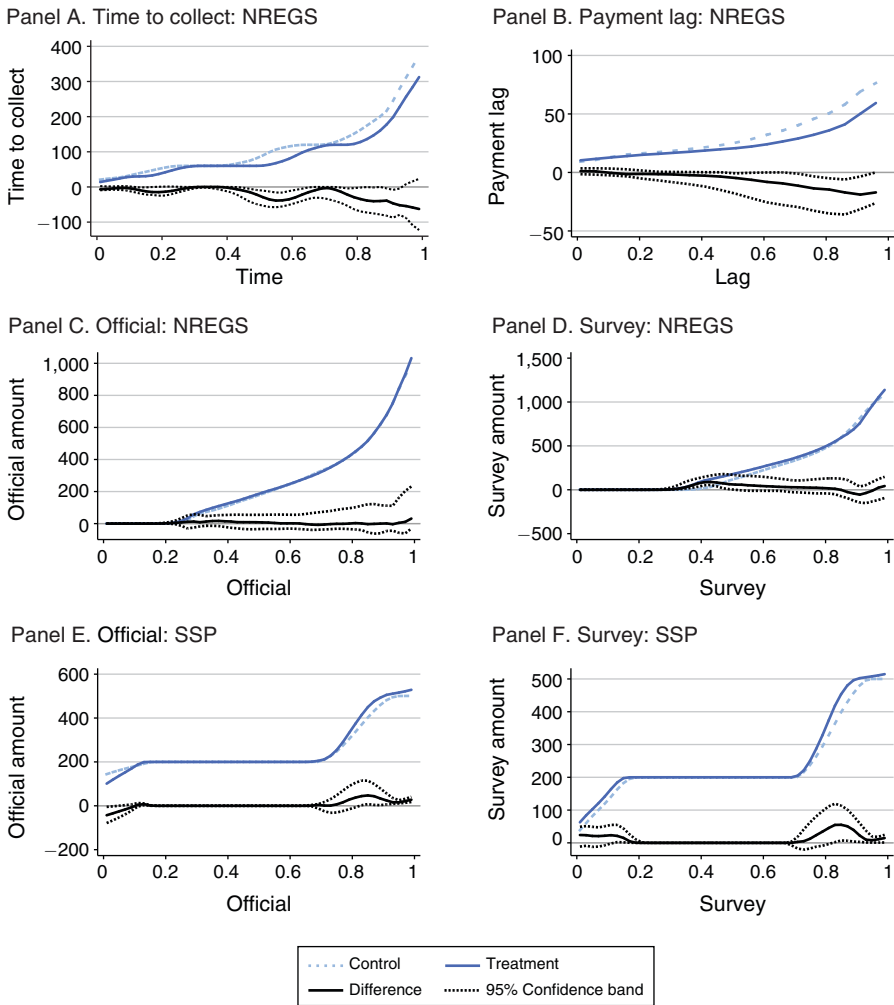 Panel A. Time to collect: NREGS
Time to collect
400
300
200
100
0
−100
0 0.2 0.4 0.6 0.8 1
Time
Panel B. Payment lag: NREGS
Payment lag
100
50
0
−50
0 0.2 0.4 0.6 0.8 1
Lag
Panel C. Official: NREGS
Official amount
1,000
800
600
400
200
0
0 0.2 0.4 0.6 0.8 1
Official
Panel D. Survey: NREGS
Survey amount
1,500
1,000
500
0
−500
0 0.2 0.4 0.6 0.8 1
Survey
Panel E. Official: SSP
Official amount
600
400
200
0
−200
0 0.2 0.4 0.6 0.8 1
Official
Panel F. Survey: SSP
Survey amount
500
400
300
200
100
0
0 0.2 0.4 0.6 0.8 1
Survey
Control Treatment
Difference 95% Confidence band